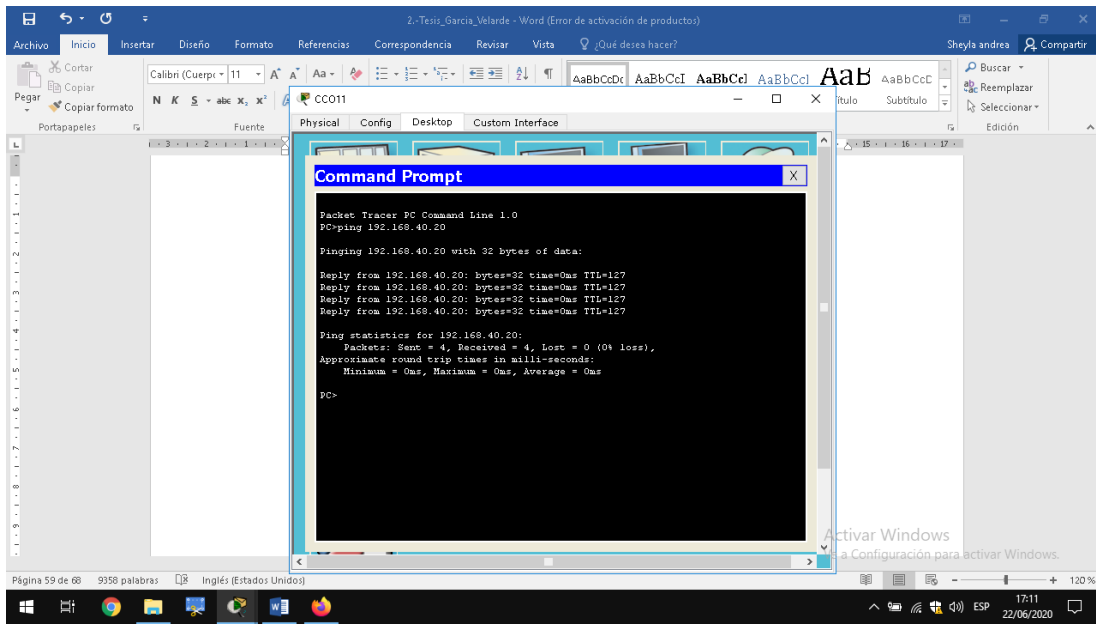 2.-Tesis_Garcia_Velarde - Word (Error de activación de productos)
Archivo Inicio Insertar Diseño Formato Referencias Correspondencia Revisar Vista ¿Qué desea hacer? Sheyla andrea Compartir
Pegar
Cortar
Copiar
Copiar formato
Portapapeles
Calibri (Cuerpo 11
N K S abc x₂ x²
Fuente
AaBbCcDc AaBbCcI AaBbCcI AaBbCcl AaB AaBbCcC
ítulo Subtítulo
Buscar
Reemplazar
Seleccionar
Edición
CCO11
Physical Config Desktop Custom Interface
Command Prompt X
Packet Tracer PC Command Line 1.0
PC>ping 192.168.40.20
Pinging 192.168.40.20 with 32 bytes of data:
Reply from 192.168.40.20: bytes=32 time=0ms TTL=127
Reply from 192.168.40.20: bytes=32 time=0ms TTL=127
Reply from 192.168.40.20: bytes=32 time=0ms TTL=127
Reply from 192.168.40.20: bytes=32 time=0ms TTL=127
Ping statistics for 192.168.40.20:
Packets: Sent = 4, Received = 4, Lost = 0 (0% loss),
Approximate round trip times in milli-seconds:
Minimum = 0ms, Maximum = 0ms, Average = 0ms
PC>
Activar Windows
a Configuración para activar Windows.
Página 59 de 68 9358 palabras Inglés (Estados Unidos) 120 %
ESP
17:11
22/06/2020